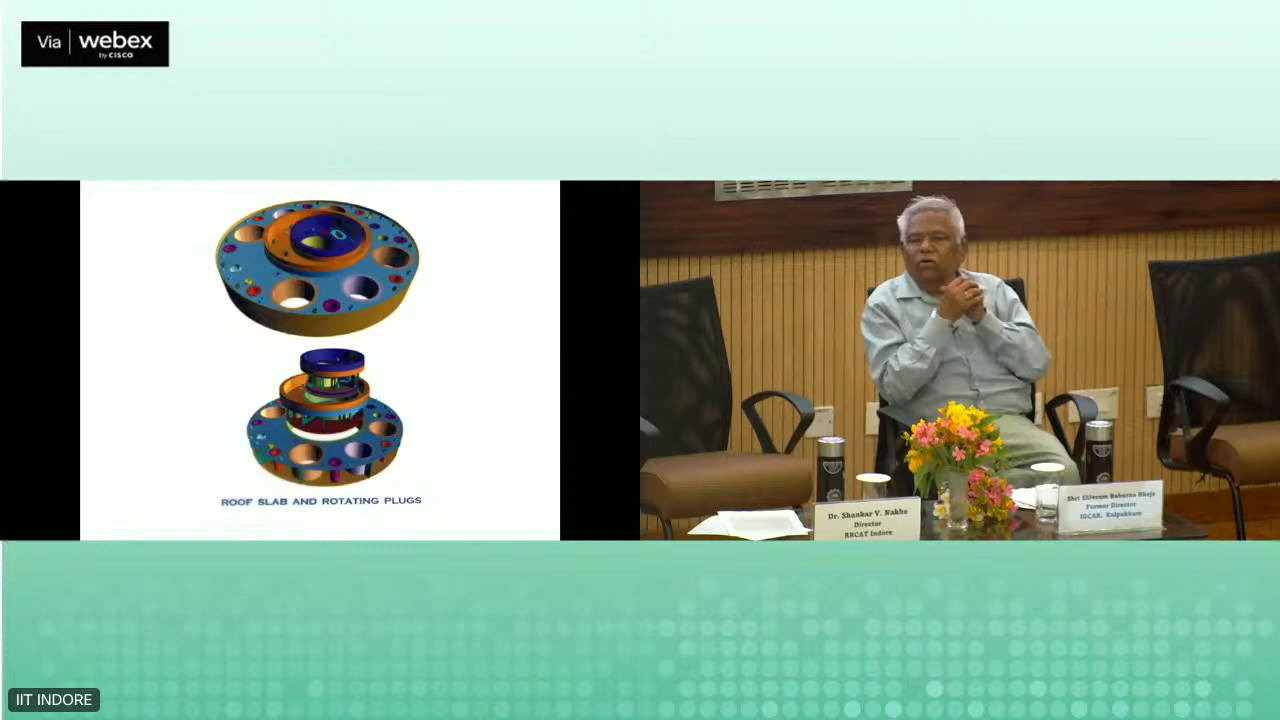 Via webex
by CISCO
ROOF SLAB AND ROTATING PLUGS
Dr. Shankar V. Nakhe
Director
RRCAT Indore
Former Director
IGCAR, Kalpakkam
IIT INDORE